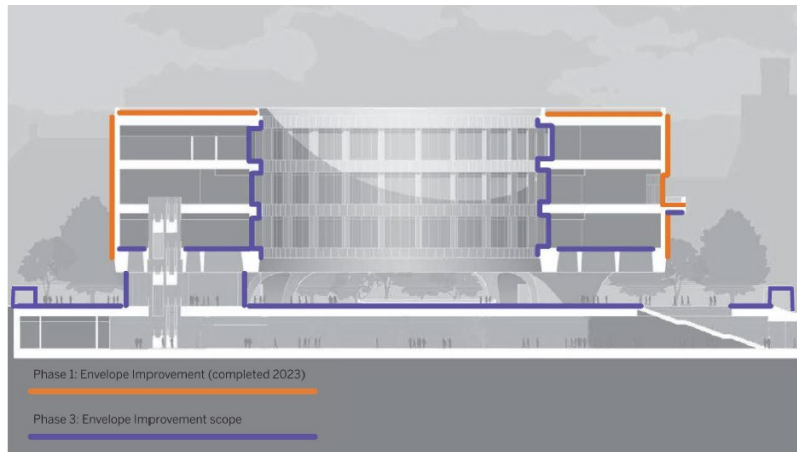 Phase 1: Envelope Improvement (completed 2023)
Phase 3: Envelope Improvement scope